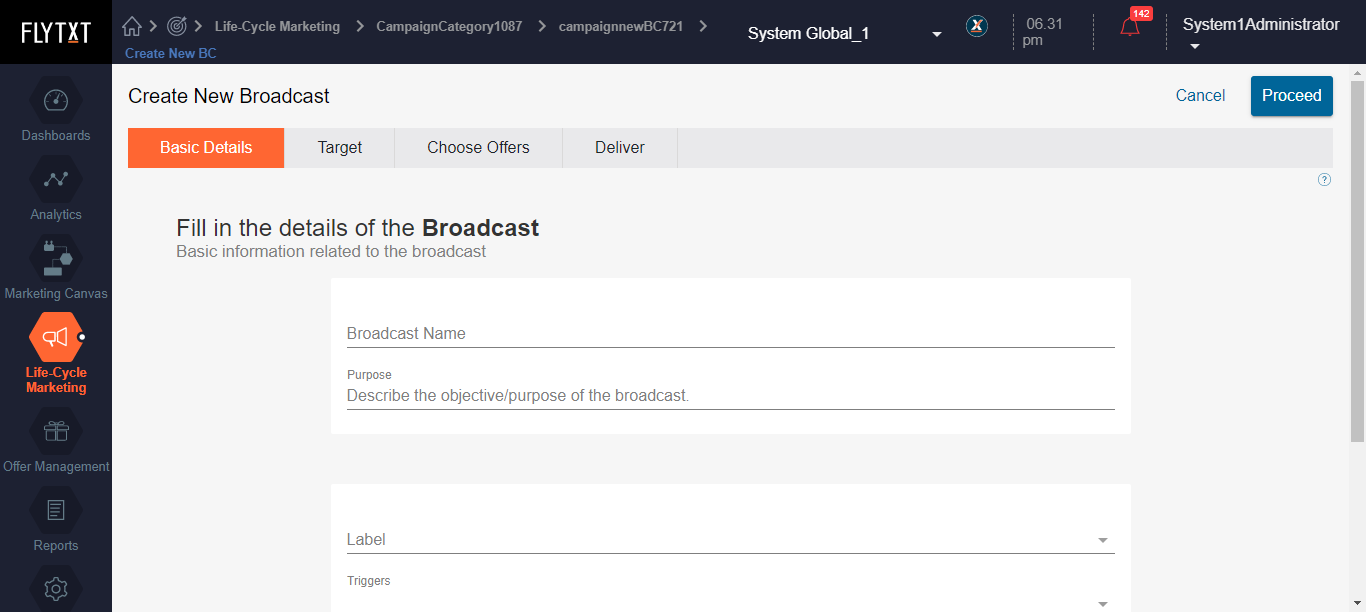 FLYTXT
Life-Cycle Marketing
CampaignCategory1087
campaignnewBC721
Create New BC
System Global_1
X
06.31
pm
142
System1Administrator
Create New Broadcast
Cancel
Proceed
Basic Details
Target
Choose Offers
Deliver
?
Dashboards
Analytics
Marketing Canvas
Life-Cycle
Marketing
Offer Management
Reports
Fill in the details of the Broadcast
Basic information related to the broadcast
Broadcast Name
Purpose
Describe the objective/purpose of the broadcast.
Label
Triggers